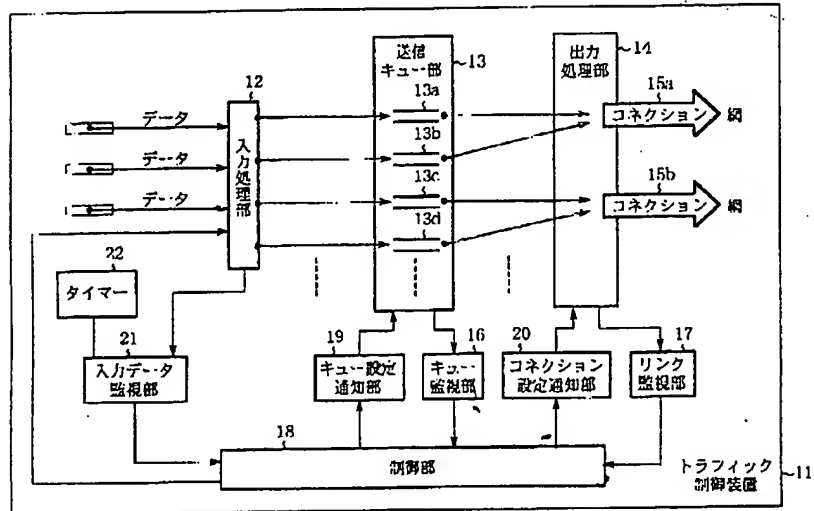 送信
キュー部
13
13a
13b
13c
13d
出力
処理部
14
15a
コネクション
網
15b
コネクション
網
12
入力処理部
データ
データ
データ
22
タイマー
21
入力データ
監視部
19
キュー設定
通知部
16
キュー
監視部
20
コネクション
設定通知部
17
リンク
監視部
18
制御部
トラフィック
制御装置
11